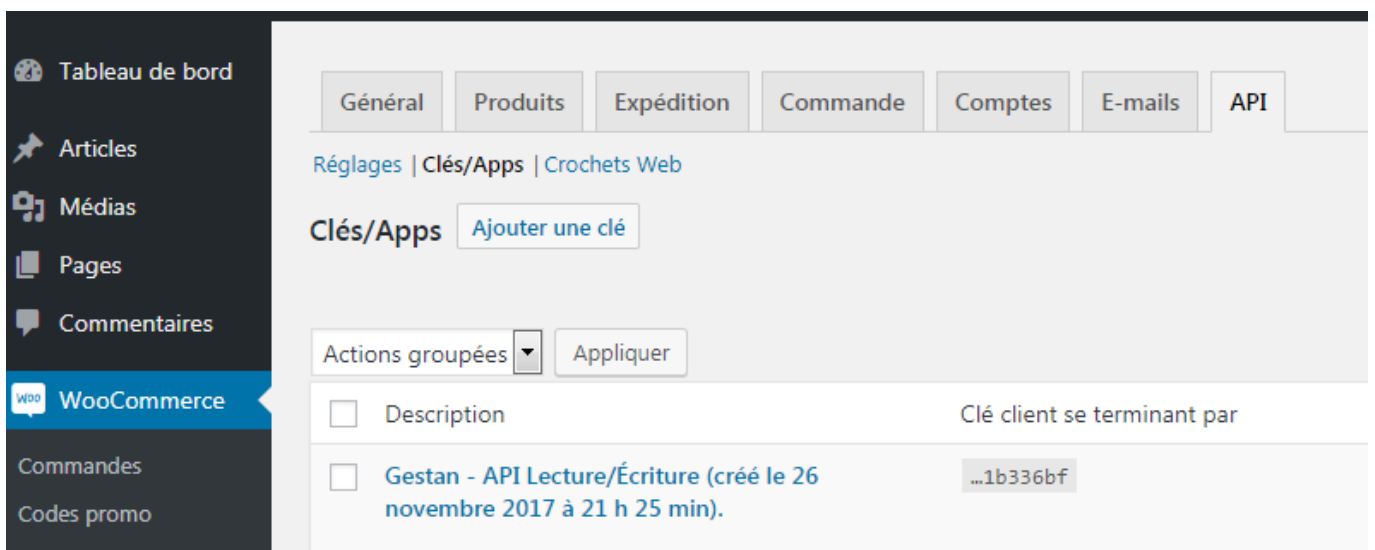 Tableau de bord
Articles
Médias
Pages
Commentaires
WOO WooCommerce
Commandes
Codes promo
Général Produits Expédition Commande Comptes E-mails API
Réglages | Clés/Apps | Crochets Web
Clés/Apps Ajouter une clé
Actions groupées Appliquer
Description Clé client se terminant par
Gestan - API Lecture/Écriture (créé le 26 …1b336bf
novembre 2017 à 21 h 25 min).